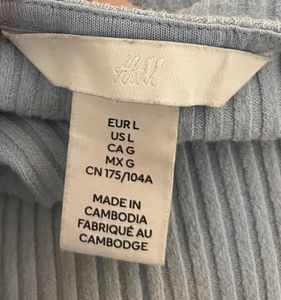 H&M
EUR L
US L
CA G
MX G
CN 175/104A
MADE IN
CAMBODIA
FABRIQUÉ AU
CAMBODGE